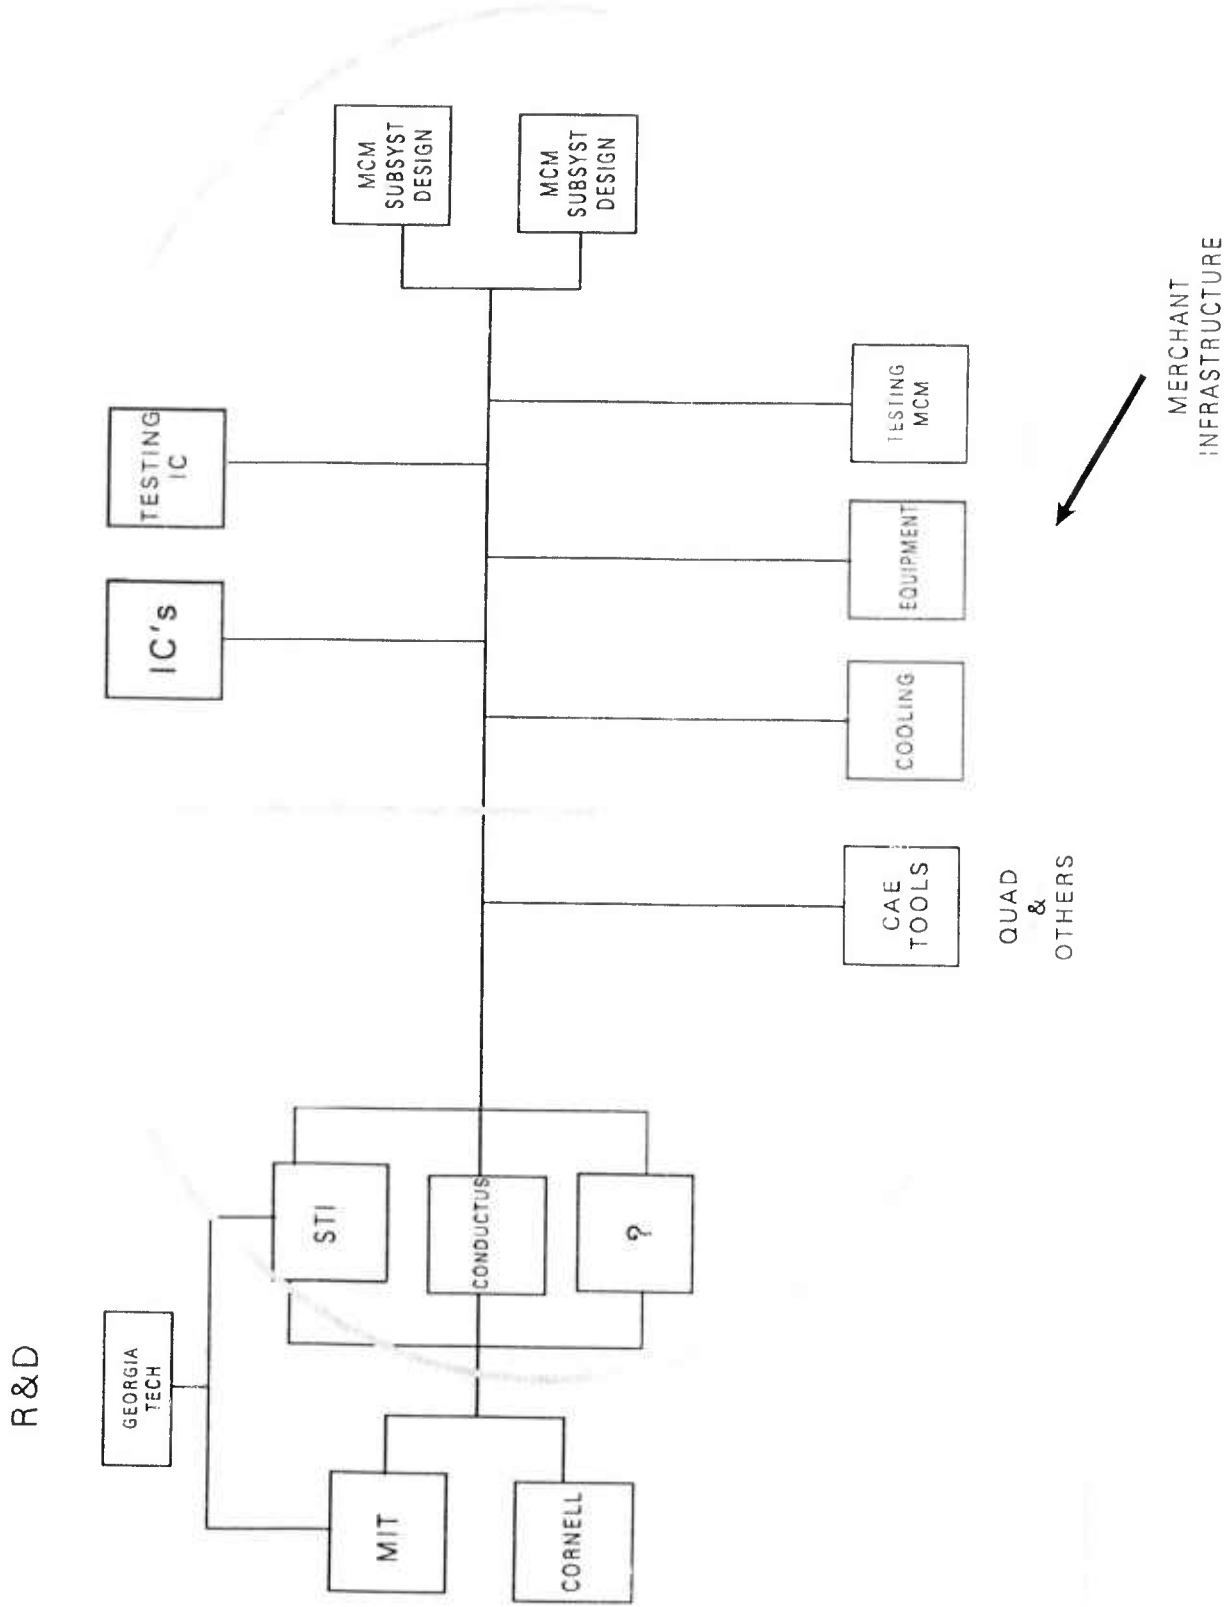 R&D
GEORGIA
TECH
MIT
CORNELL
STI
CONDUCTUS
?
IC's
TESTING
IC
MCM
SUBSYST
DESIGN
MCM
SUBSYST
DESIGN
CAE
TOOLS
QUAD
&
OTHERS
COOLING
EQUIPMENT
TESTING
MCM
MERCHANT
INFRASTRUCTURE